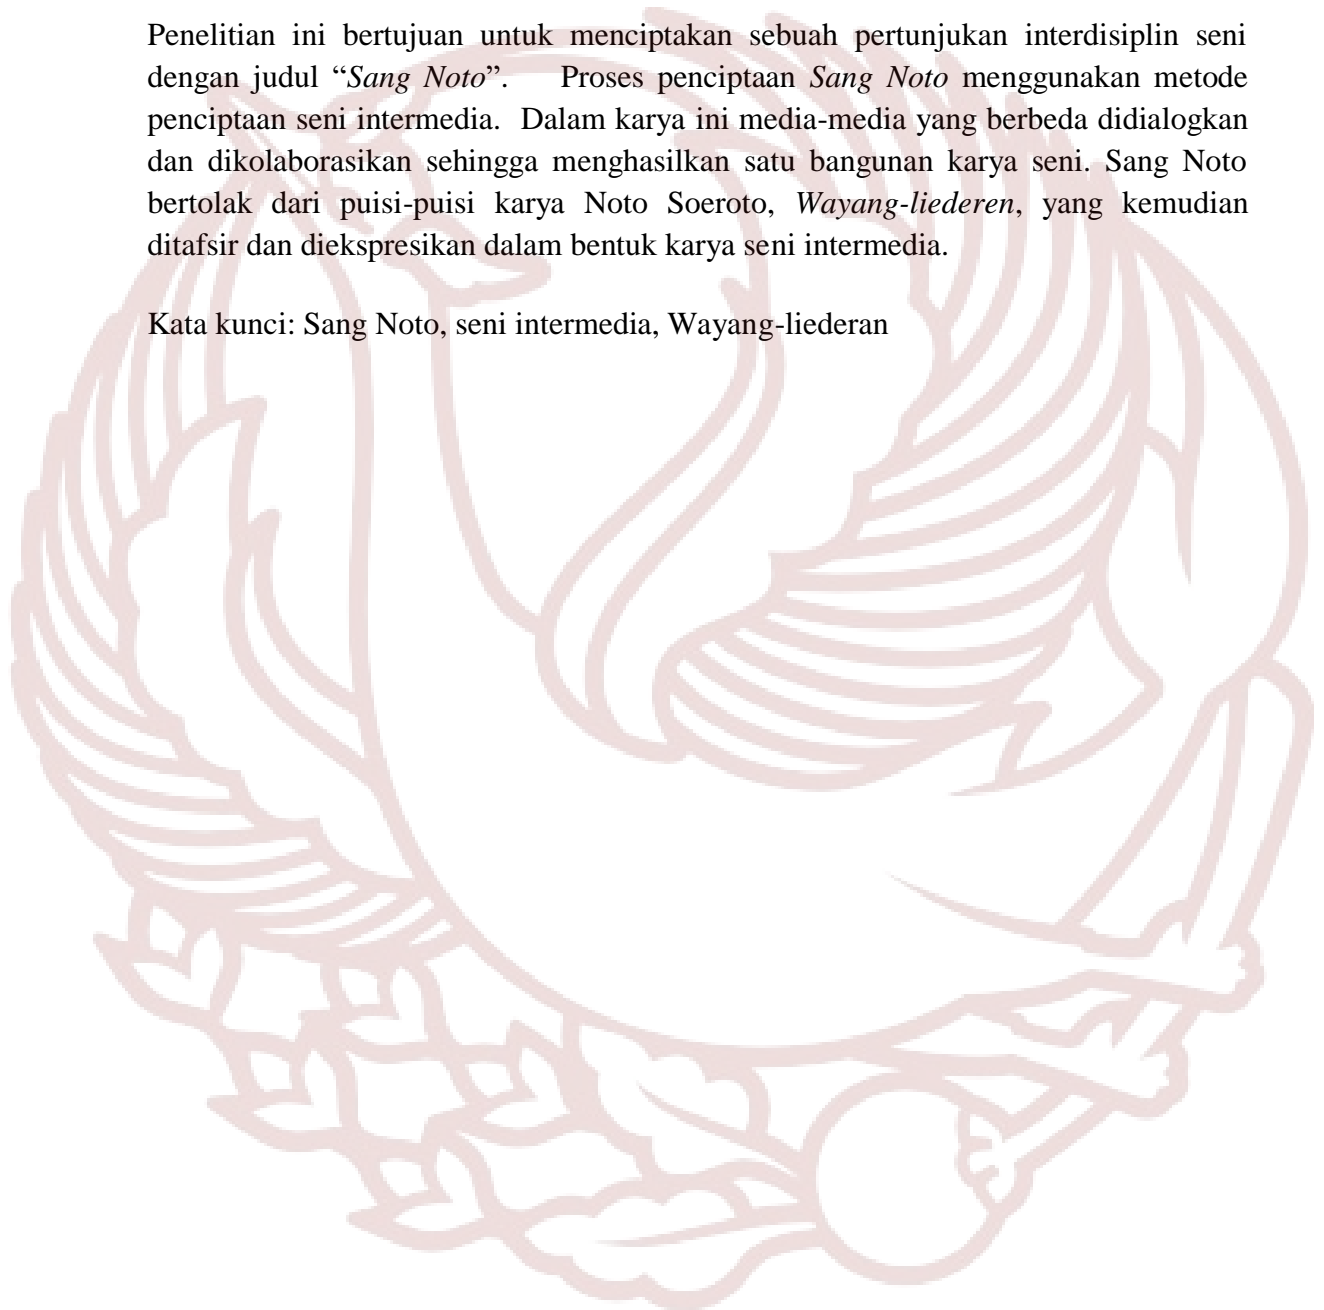 Penelitian ini bertujuan untuk menciptakan sebuah pertunjukan interdisiplin seni
dengan judul “Sang Noto”. Proses penciptaan Sang Noto menggunakan metode
penciptaan seni intermedia. Dalam karya ini media-media yang berbeda didialogkan
dan dikolaborasikan sehingga menghasilkan satu bangunan karya seni. Sang Noto
bertolak dari puisi-puisi karya Noto Soeroto, Wayang-liederen, yang kemudian
ditafsir dan diekspresikan dalam bentuk karya seni intermedia.
Kata kunci: Sang Noto, seni intermedia, Wayang-liederan